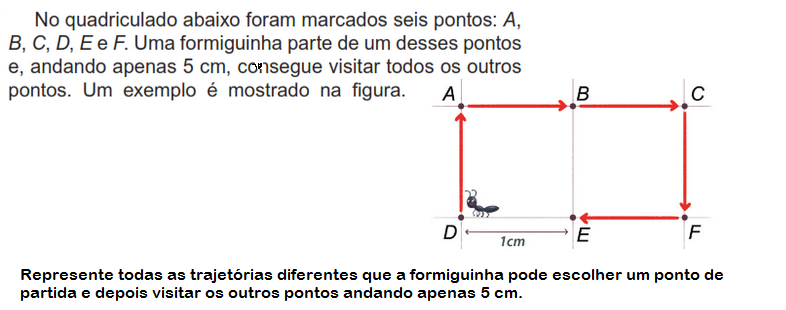 No quadriculado abaixo foram marcados seis pontos: A,
B, C, D, E e F. Uma formiguinha parte de um desses pontos
e, andando apenas 5 cm, consegue visitar todos os outros
pontos. Um exemplo é mostrado na figura.
A B C
D E F
1cm
Represente todas as trajetórias diferentes que a formiguinha pode escolher um ponto de
partida e depois visitar os outros pontos andando apenas 5 cm.